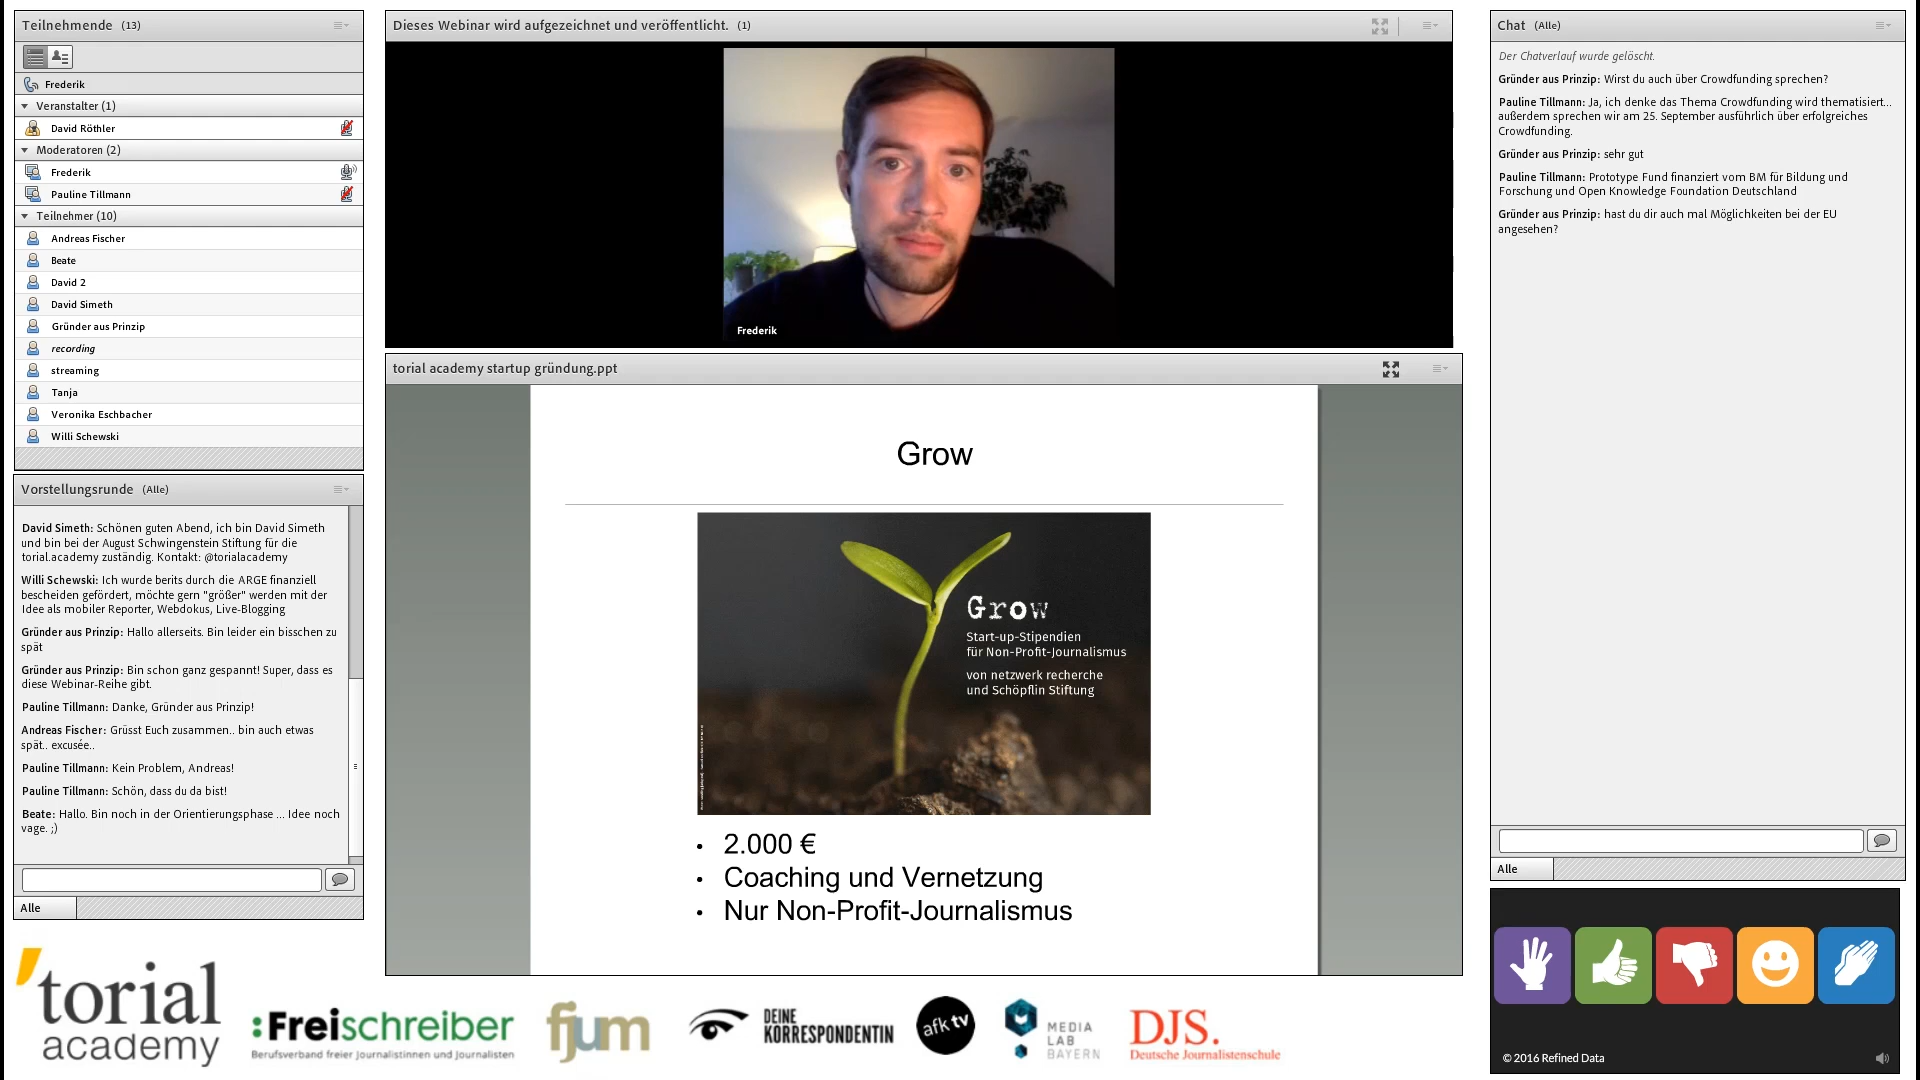 Teilnehmende (13)
Frederik
Veranstalter (1)
David Röthler
Moderatoren (2)
Frederik
Pauline Tillmann
Teilnehmer (10)
Andreas Fischer
Beate
David 2
David Simeth
Gründer aus Prinzip
recording
streaming
Tanja
Veronika Eschbacher
Willi Schewski
Vorstellungsrunde (Alle)
David Simeth: Schönen guten Abend, ich bin David Simeth
und bin bei der August Schwingenstein Stiftung für die
torial.academy zuständig. Kontakt: @torialacademy
Willi Schewski: Ich wurde berits durch die ARGE finanziell
bescheiden gefördert, möchte gern "größer" werden mit der
Idee als mobiler Reporter, Webdokus, Live-Blogging
Gründer aus Prinzip: Hallo allerseits. Bin leider ein bisschen zu
spät
Gründer aus Prinzip: Bin schon ganz gespannt! Super, dass es
diese Webinar-Reihe gibt.
Pauline Tillmann: Danke, Gründer aus Prinzip!
Andreas Fischer: Grüsst Euch zusammen.. bin auch etwas
spät.. excusée..
Pauline Tillmann: Kein Problem, Andreas!
Pauline Tillmann: Schön, dass du da bist!
Beate: Hallo. Bin noch in der Orientierungsphase ... Idee noch
vage. ;)
Alle
Dieses Webinar wird aufgezeichnet und veröffentlicht. (1)
Frederik
torial academy startup gründung.ppt
Grow
Grow
Start-up-Stipendien
für Non-Profit-Journalismus
von netzwerk recherche
und Schöpflin Stiftung
• 2.000 €
• Coaching und Vernetzung
• Nur Non-Profit-Journalismus
Chat (Alle)
Der Chatverlauf wurde gelöscht.
Gründer aus Prinzip: Wirst du auch über Crowdfunding sprechen?
Pauline Tillmann: Ja, ich denke das Thema Crowdfunding wird thematisiert...
außerdem sprechen wir am 25. September ausführlich über erfolgreiches
Crowdfunding.
Gründer aus Prinzip: sehr gut
Pauline Tillmann: Prototype Fund finanziert vom BM für Bildung und
Forschung und Open Knowledge Foundation Deutschland
Gründer aus Prinzip: hast du dir auch mal Möglichkeiten bei der EU
angesehen?
Alle
© 2016 Refined Data
'torial
academy
:Freischreiber
Berufsverband freier Journalistinnen und Journalisten
fjum
DEINE
KORRESPONDENTIN
afk tv
MEDIA
LAB
BAYERN
DJS.
Deutsche Journalistenschule